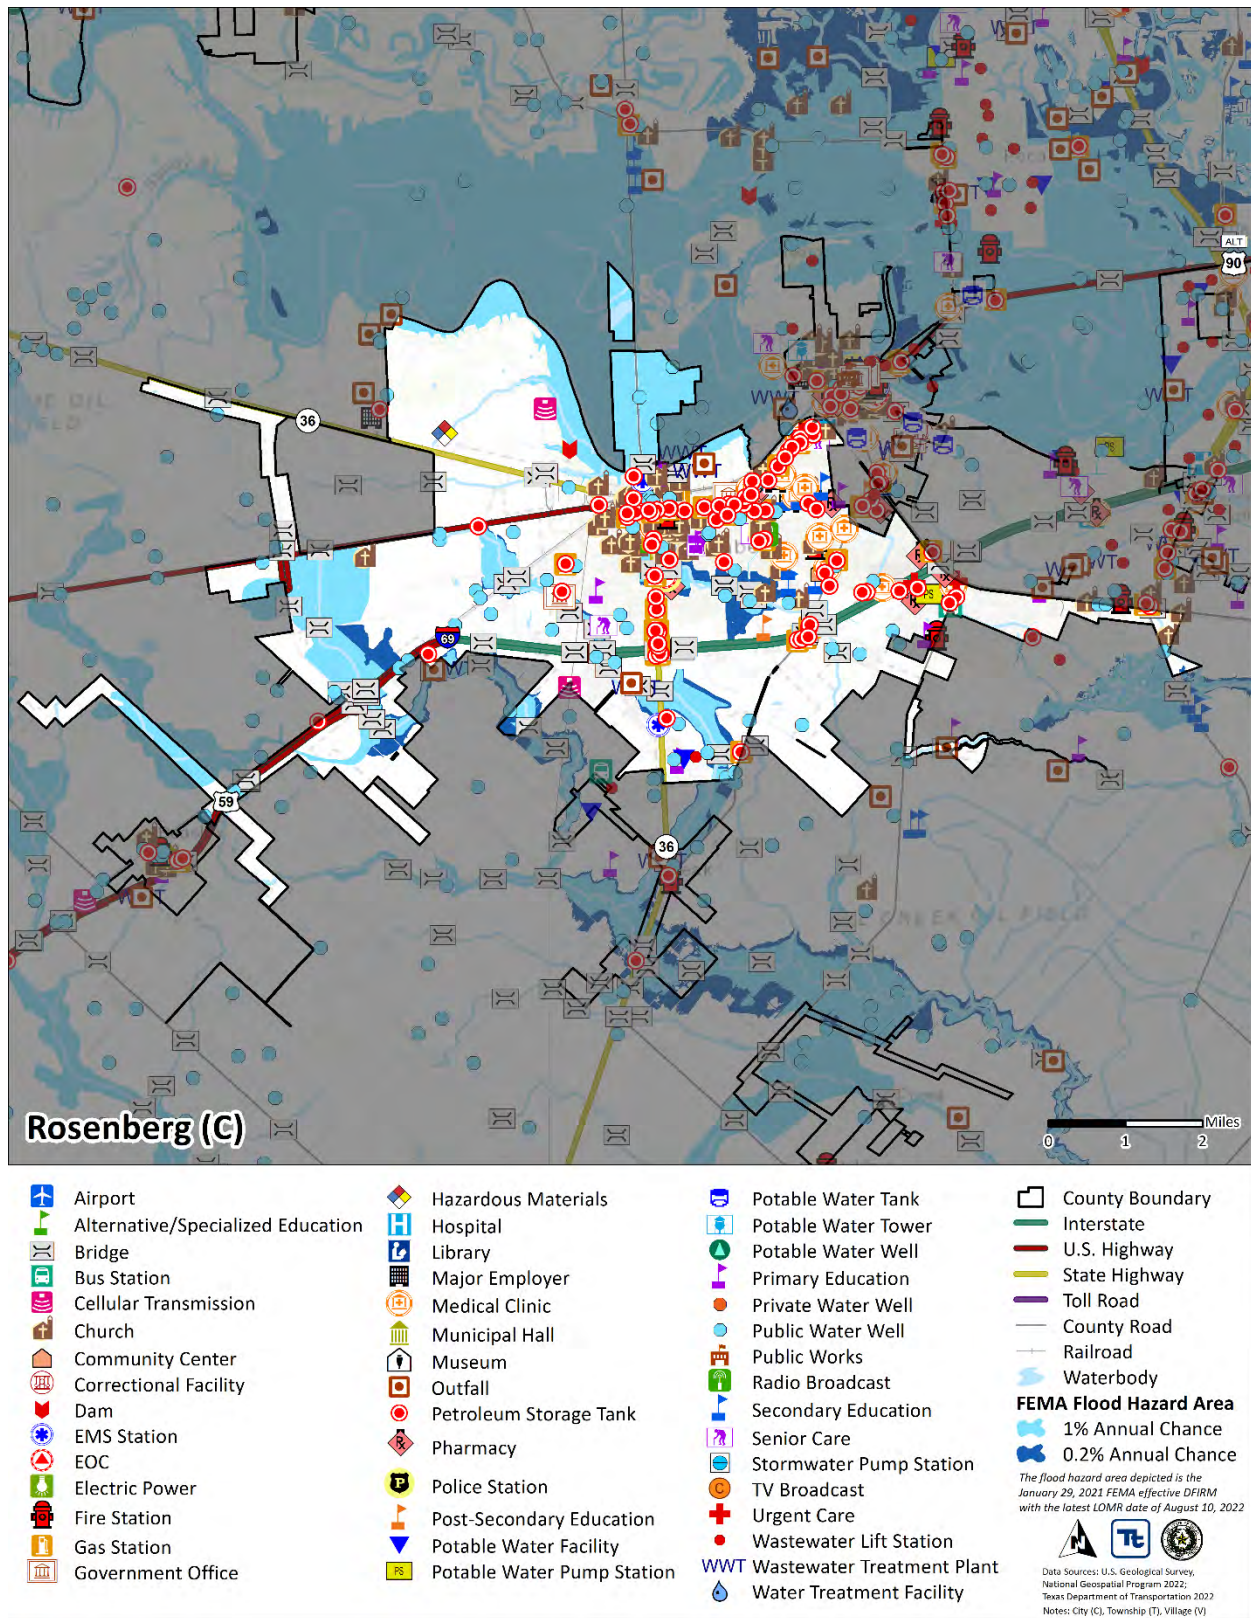 ALT
90
36
69
59
36
WWT
WWT
PS
PS
Rosenberg (C)
Miles
0 1 2
Airport
Alternative/Specialized Education
Bridge
Bus Station
Cellular Transmission
Church
Community Center
Correctional Facility
Dam
EMS Station
EOC
Electric Power
Fire Station
Gas Station
Government Office
Hazardous Materials
Hospital
Library
Major Employer
Medical Clinic
Municipal Hall
Museum
Outfall
Petroleum Storage Tank
Pharmacy
Police Station
Post-Secondary Education
Potable Water Facility
PS Potable Water Pump Station
Potable Water Tank
Potable Water Tower
Potable Water Well
Primary Education
Private Water Well
Public Water Well
Public Works
Radio Broadcast
Secondary Education
Senior Care
Stormwater Pump Station
TV Broadcast
Urgent Care
Wastewater Lift Station
WWT Wastewater Treatment Plant
Water Treatment Facility
County Boundary
Interstate
U.S. Highway
State Highway
Toll Road
County Road
Railroad
Waterbody
FEMA Flood Hazard Area
1% Annual Chance
0.2% Annual Chance
The flood hazard area depicted is the
January 29, 2021 FEMA effective DFIRM
with the latest LOMR date of August 10, 2022
N
Data Sources: U.S. Geological Survey,
National Geospatial Program 2022;
Texas Department of Transportation 2022
Notes: City (C), Township (T), Village (V)